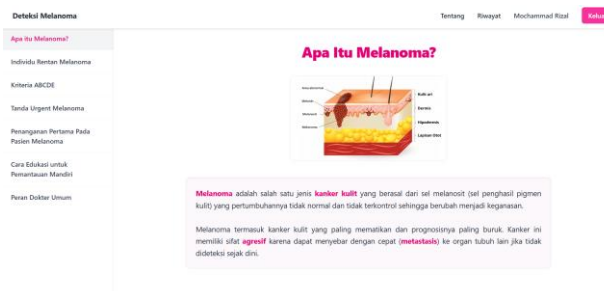 Deteksi Melanoma
Tentang Riwayat Mochammad Rizal Kelua
Apa itu Melanoma?
Individu Rentan Melanoma
Kriteria ABCDE
Tanda Urgent Melanoma
Penanganan Pertama Pada
Pasien Melanoma
Cara Edukasi untuk
Pemantauan Mandiri
Peran Dokter Umum
Apa Itu Melanoma?
Kulit ari
Dermis
Hipodermis
Melanoma adalah salah satu jenis kanker kulit yang berasal dari sel melanosit (sel penghasil pigmen
kulit) yang pertumbuhannya tidak normal dan tidak terkontrol sehingga berubah menjadi keganasan.
Melanoma termasuk kanker kulit yang paling mematikan dan prognosisnya paling buruk. Kanker ini
memiliki sifat agresif karena dapat menyebar dengan cepat (metastasis) ke organ tubuh lain jika tidak
dideteksi sejak dini.